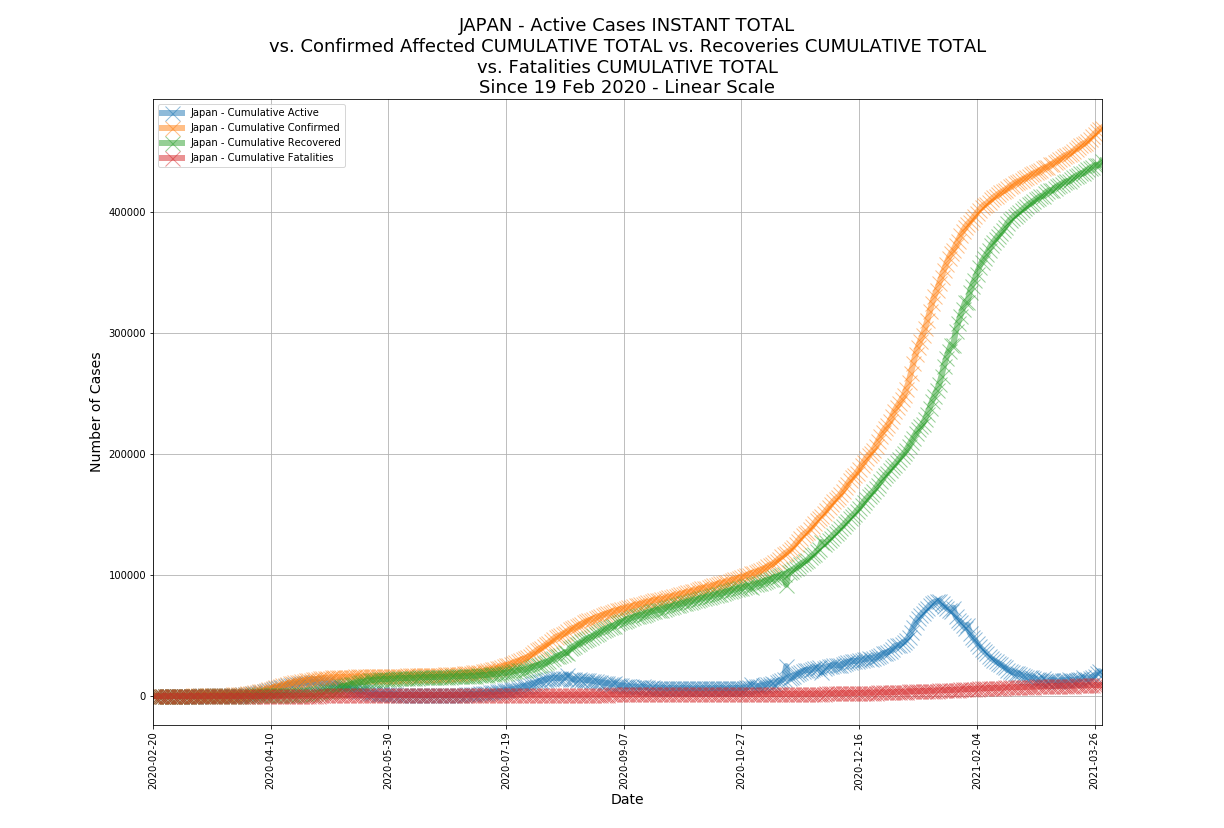 JAPAN - Active Cases INSTANT TOTAL
vs. Confirmed Affected CUMULATIVE TOTAL vs. Recoveries CUMULATIVE TOTAL
vs. Fatalities CUMULATIVE TOTAL
Since 19 Feb 2020 - Linear Scale
Japan - Cumulative Active
Japan - Cumulative Confirmed
Japan - Cumulative Recovered
Japan - Cumulative Fatalities
Number of Cases
400000
300000
200000
100000
0
2020-02-20
2020-04-10
2020-05-30
2020-07-19
2020-09-07
2020-10-27
2020-12-16
2021-02-04
2021-03-26
Date